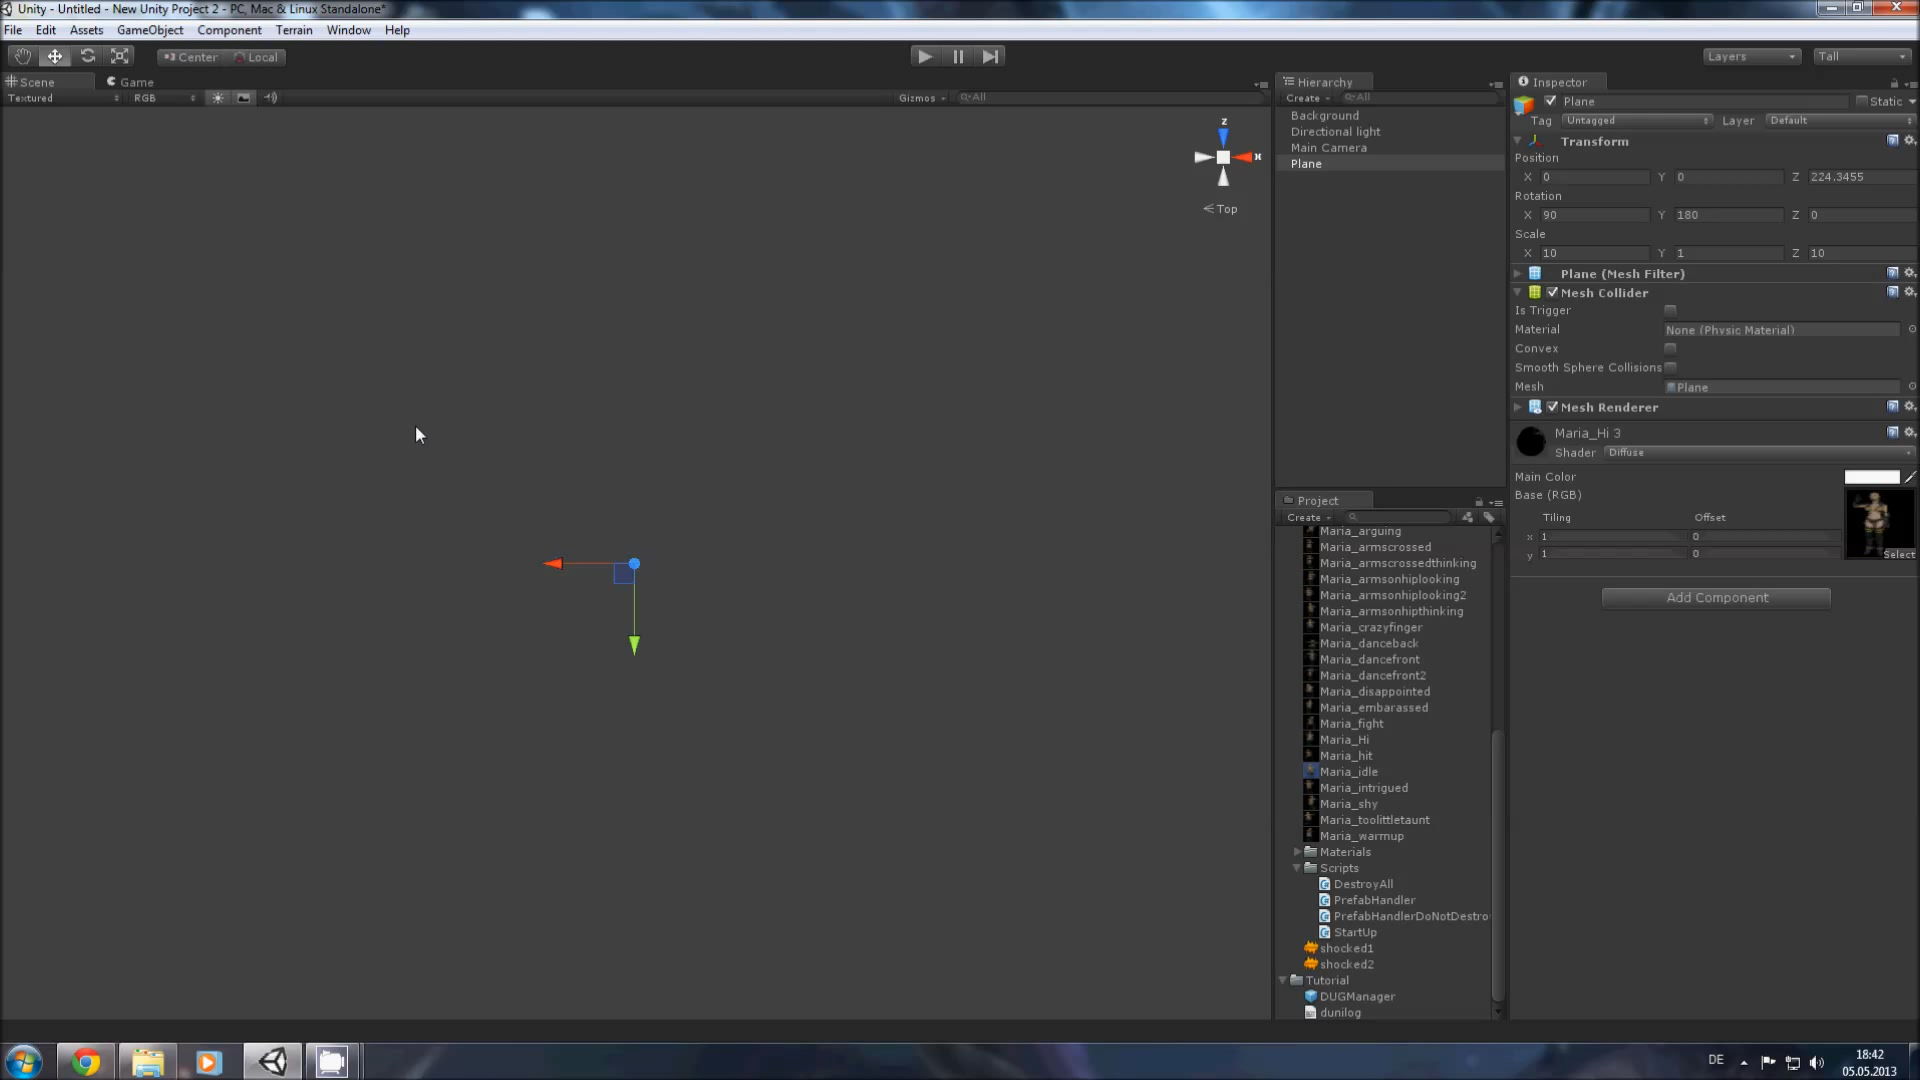 Unity - Untitled - New Unity Project 2 - PC, Mac & Linux Standalone*
File Edit Assets GameObject Component Terrain Window Help
Center Local Layers Tall
Scene Game
Textured RGB Gizmos All
z
x
Top
Hierarchy
Create All
Background
Directional light
Main Camera
Plane
Project
Create
Maria_arguing
Maria_armscrossed
Maria_armscrossedthinking
Maria_armsonhiplooking
Maria_armsonhiplooking2
Maria_armsonhipthinking
Maria_crazyfinger
Maria_danceback
Maria_dancefront
Maria_dancefront2
Maria_disappointed
Maria_embarassed
Maria_fight
Maria_Hi
Maria_hit
Maria_idle
Maria_intrigued
Maria_shy
Maria_toolittletaunt
Maria_warmup
Materials
Scripts
DestroyAll
PrefabHandler
PrefabHandlerDoNotDestro
StartUp
shocked1
shocked2
Tutorial
DUGManager
dunilog
Inspector
Plane Static
Tag Untagged Layer Default
Transform
Position
X 0 Y 0 Z 224.3455
Rotation
X 90 Y 180 Z 0
Scale
X 10 Y 1 Z 10
Plane (Mesh Filter)
Mesh Collider
Is Trigger
Material None (Physic Material)
Convex
Smooth Sphere Collisions
Mesh Plane
Mesh Renderer
Maria_Hi 3
Shader Diffuse
Main Color
Base (RGB)
Tiling Offset
x 1 0
y 1 0
Select
Add Component
DE 18:42
05.05.2013